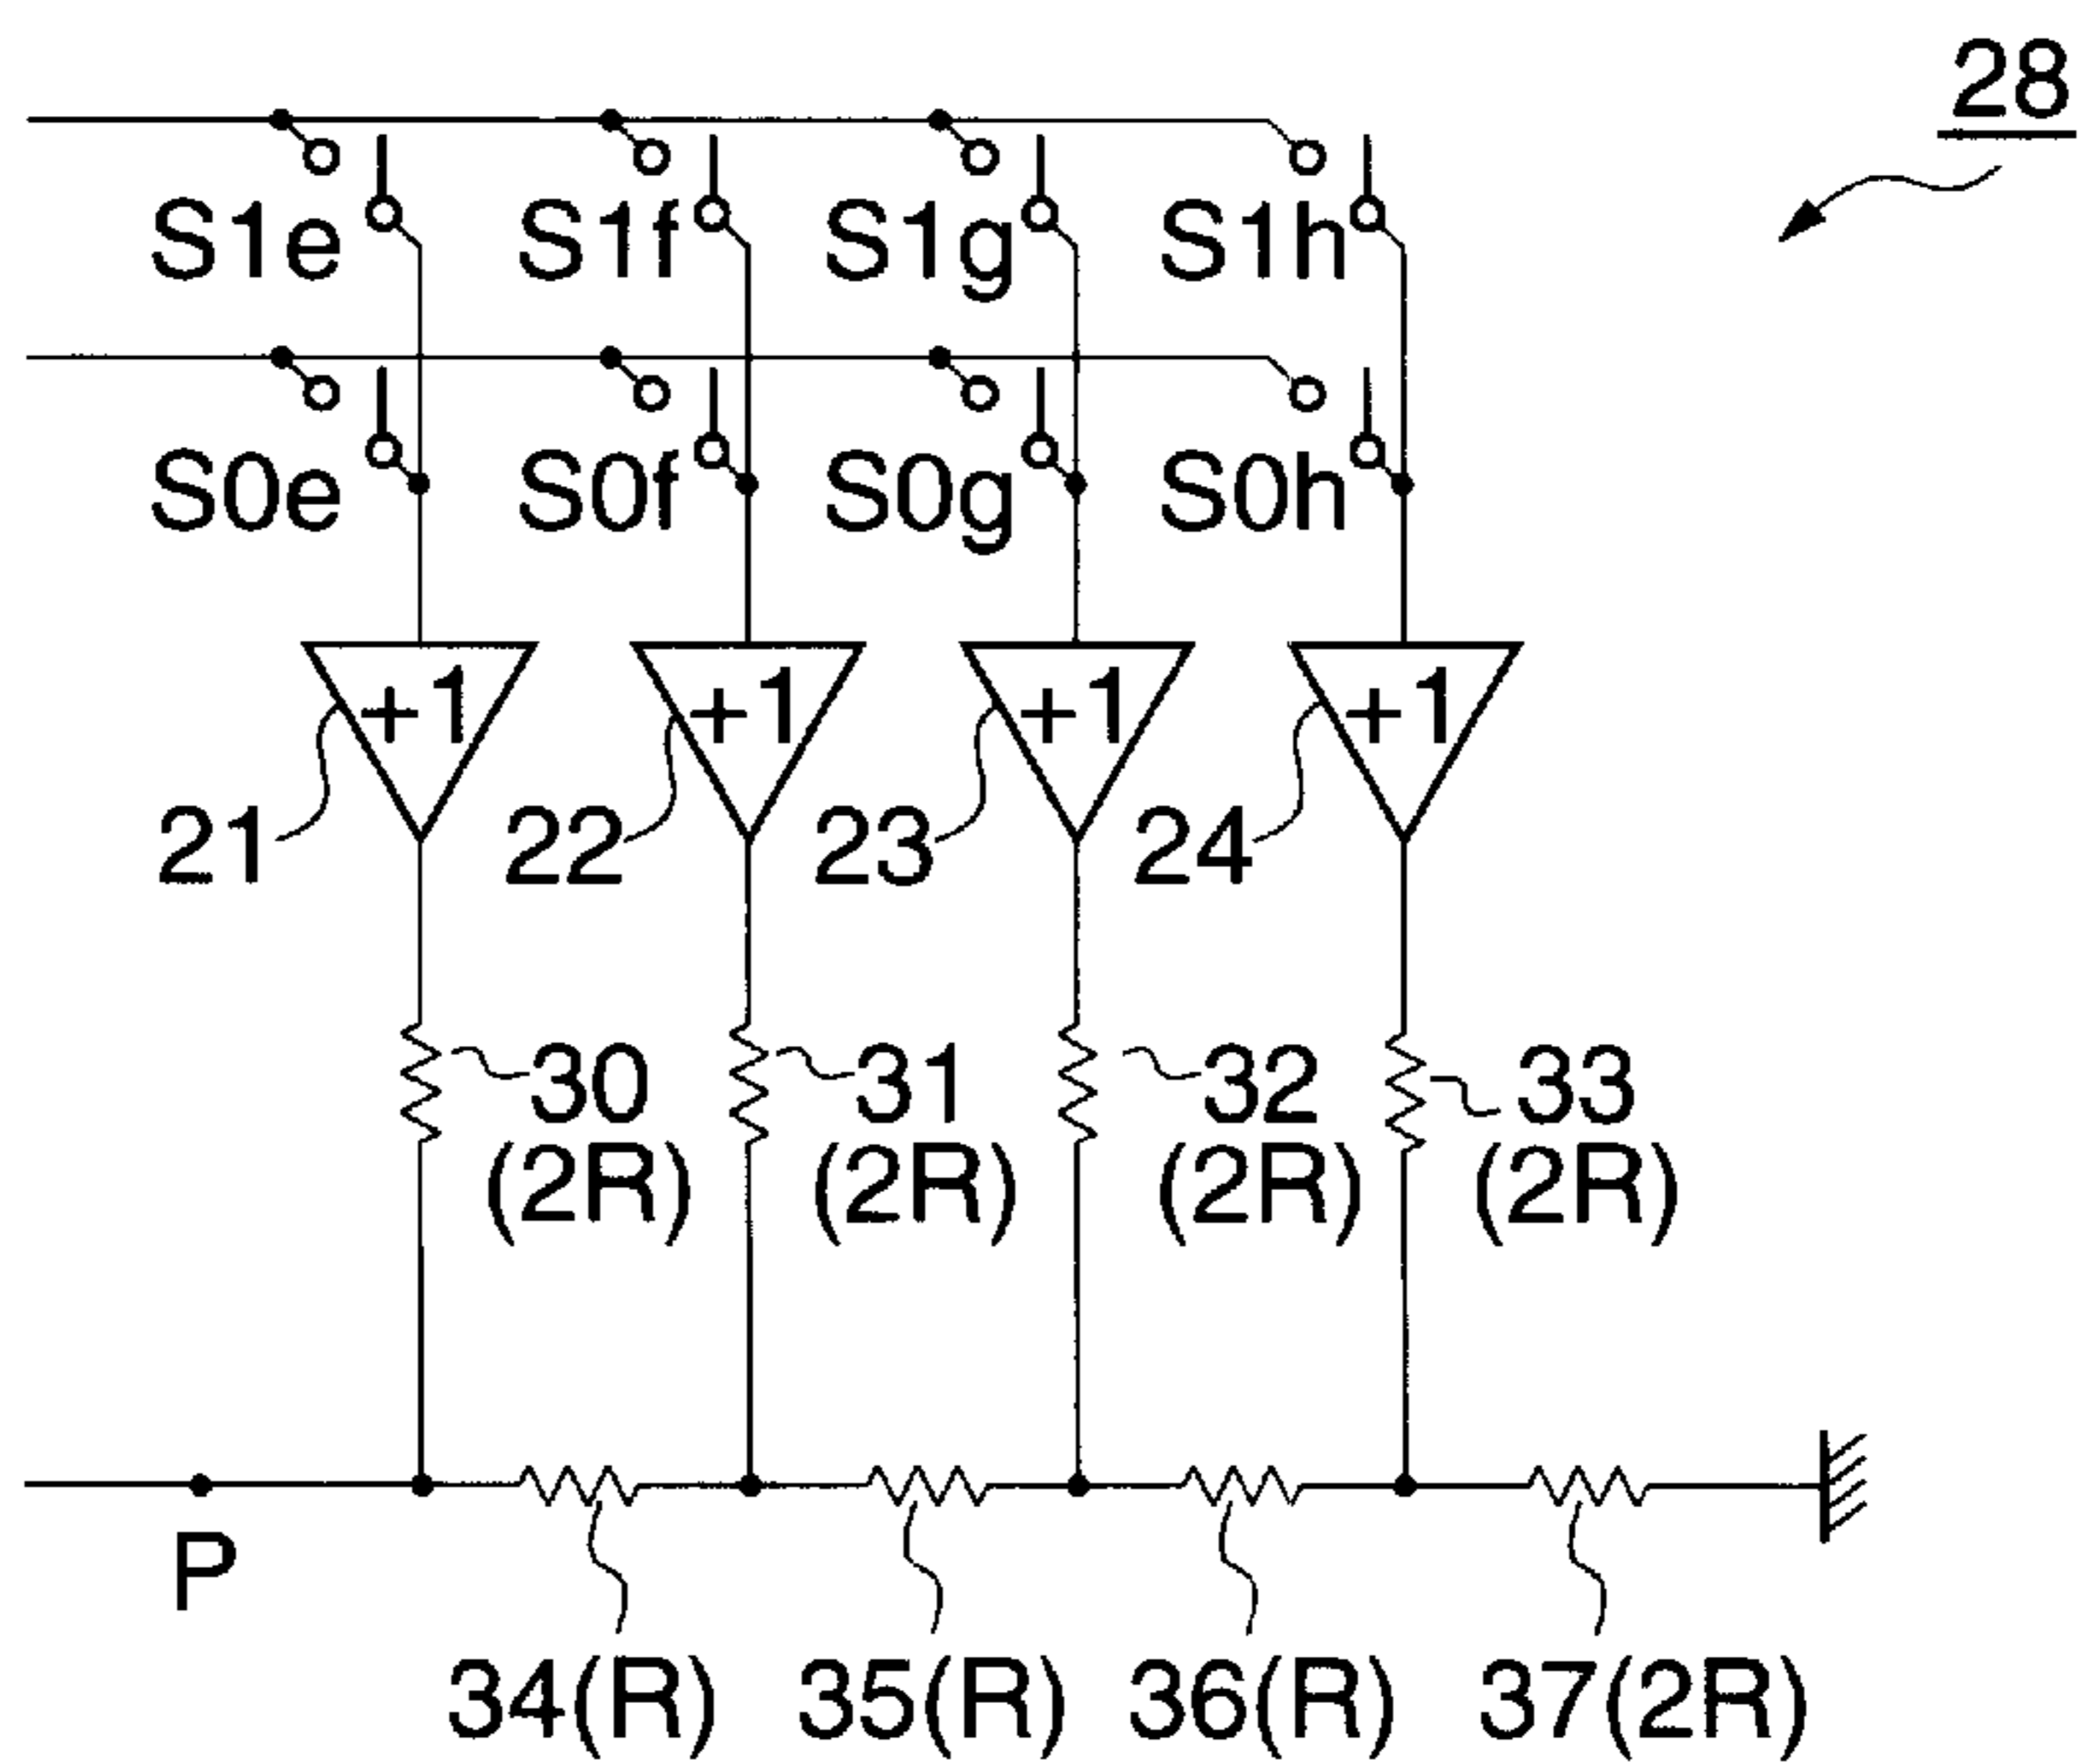 28
S1e S1f S1g S1h
S0e S0f S0g S0h
+1 +1 +1 +1
21 22 23 24
30 31 32 33
(2R) (2R) (2R) (2R)
P
34(R) 35(R) 36(R) 37(2R)